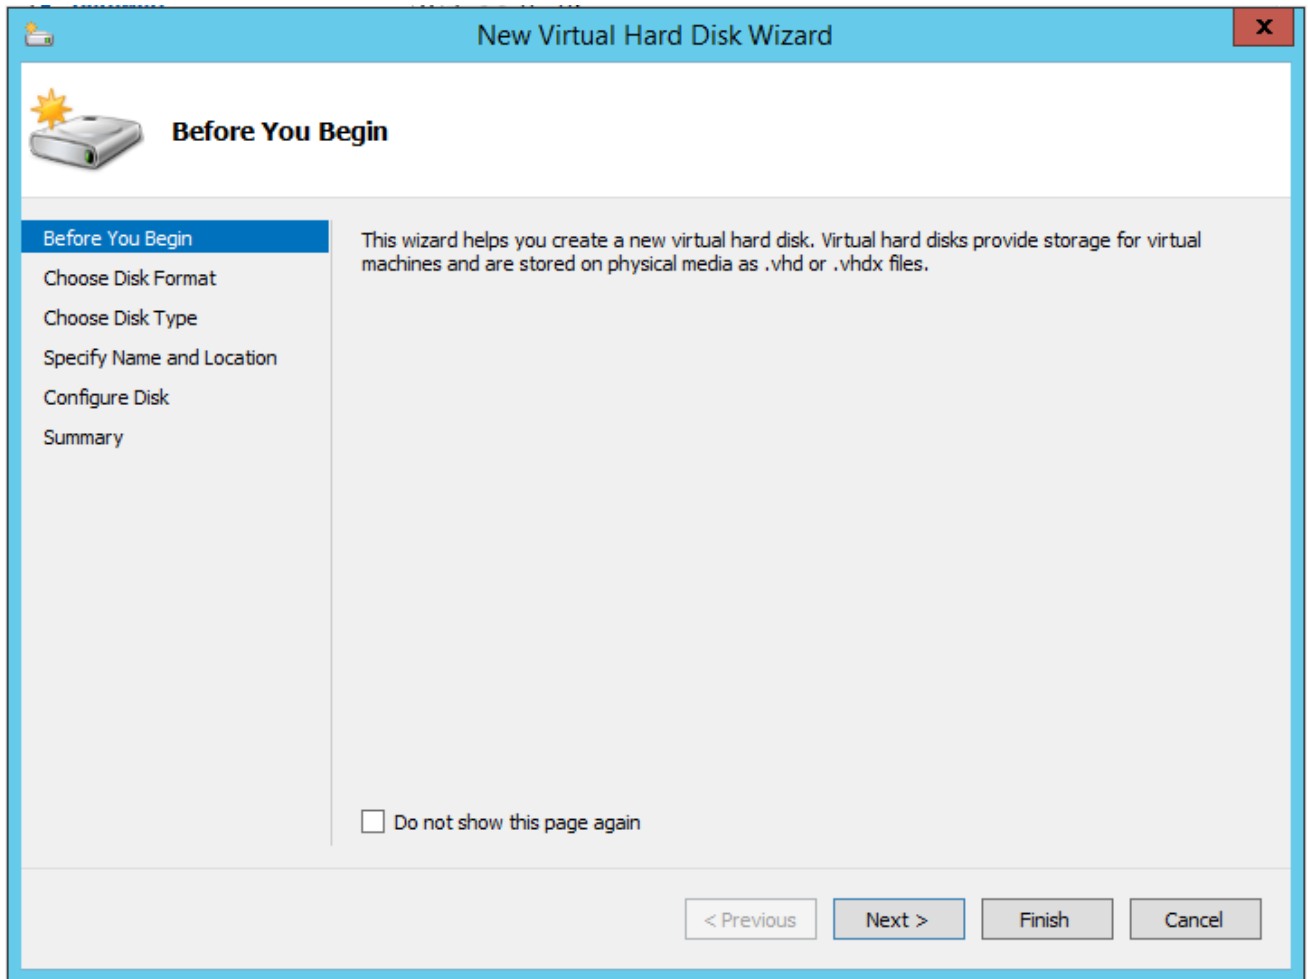 New Virtual Hard Disk Wizard
x
Before You Begin
Before You Begin
Choose Disk Format
Choose Disk Type
Specify Name and Location
Configure Disk
Summary
This wizard helps you create a new virtual hard disk. Virtual hard disks provide storage for virtual
machines and are stored on physical media as .vhd or .vhdx files.
Do not show this page again
< Previous
Next >
Finish
Cancel